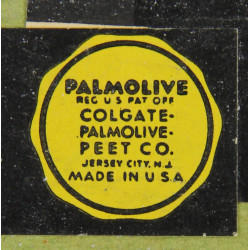 PALMOLIVE
REG U S PAT OFF
COLGATE-
PALMOLIVE-
PEET CO.
JERSEY CITY, N.J.
MADE IN U.S.A